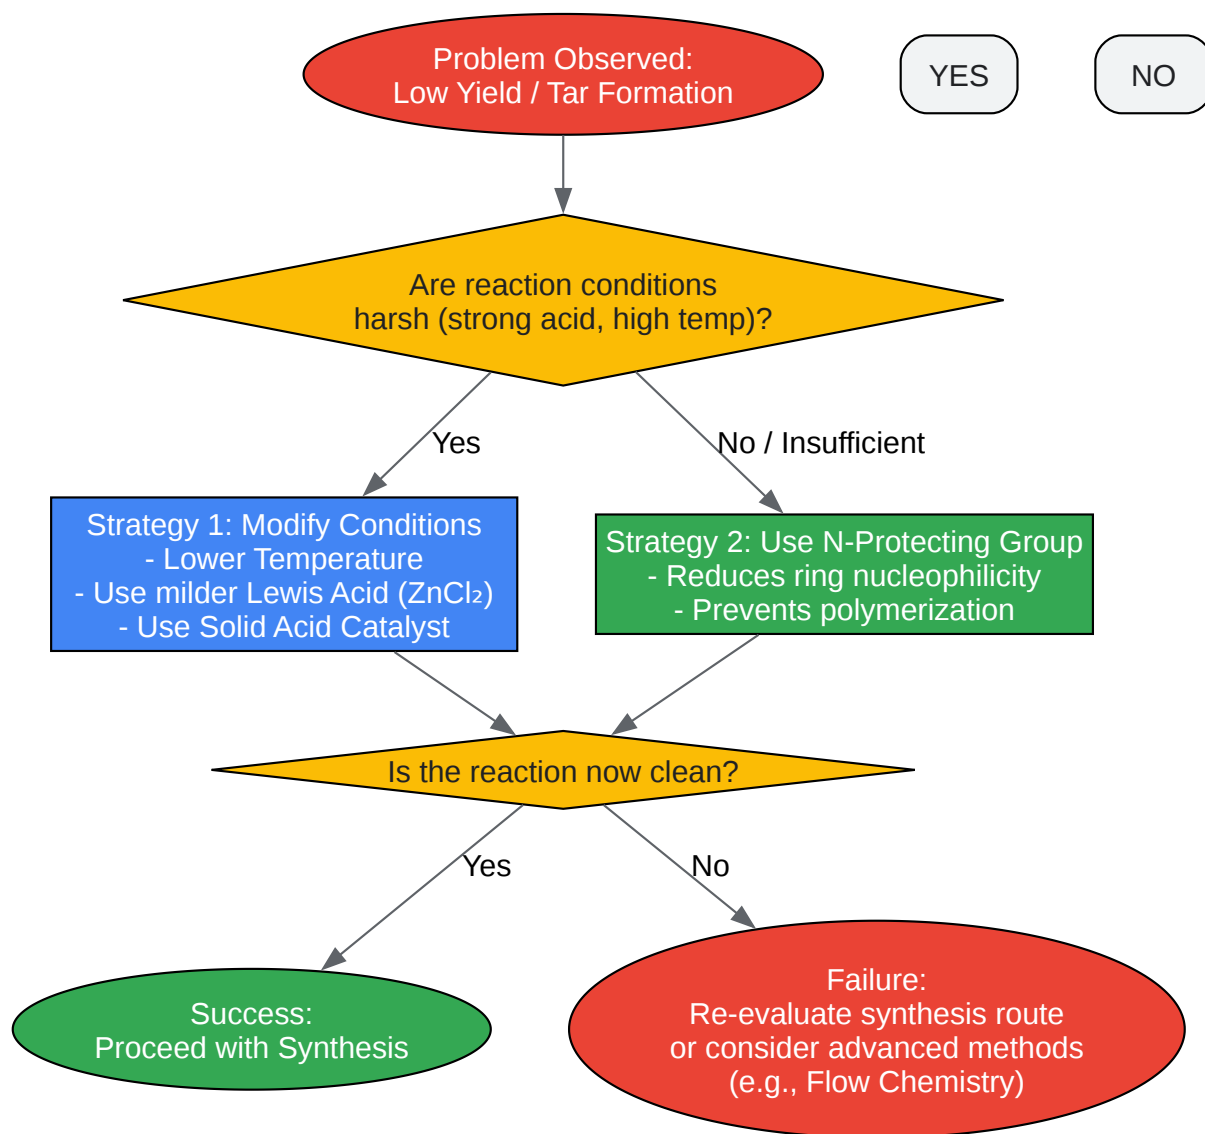 Problem Observed:
Low Yield / Tar Formation
YES
NO
Are reaction conditions
harsh (strong acid, high temp)?
Yes
No / Insufficient
Strategy 1: Modify Conditions
- Lower Temperature
- Use milder Lewis Acid (ZnCl₂)
- Use Solid Acid Catalyst
Strategy 2: Use N-Protecting Group
- Reduces ring nucleophilicity
- Prevents polymerization
Is the reaction now clean?
Yes
No
Success:
Proceed with Synthesis
Failure:
Re-evaluate synthesis route
or consider advanced methods
(e.g., Flow Chemistry)